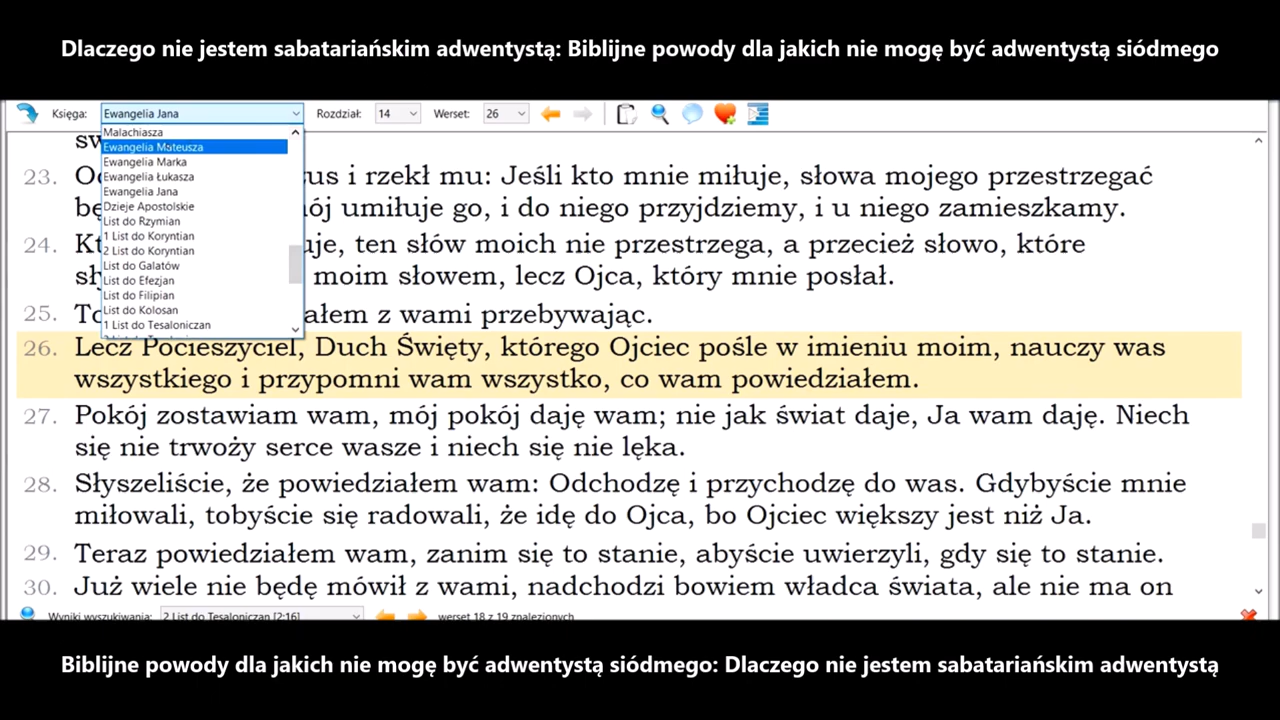 Dlaczego nie jestem sabatariańskim adwentystą: Biblijne powody dla jakich nie mogę być adwentystą siódmego
Księga: Ewangelia Jana Rozdział: 14 Werset: 26
Malachiasza
Ewangelia Mateusza
Ewangelia Marka
Ewangelia Łukasza
Ewangelia Jana
Dzieje Apostolskie
List do Rzymian
1 List do Koryntian
2 List do Koryntian
List do Galatów
List do Efezjan
List do Filipian
List do Kolosan
1 List do Tesaloniczan
23. i rzekł mu: Jeśli kto mnie miłuje, słowa mojego przestrzegać
umiłuje go, i do niego przyjdziemy, i u niego zamieszkamy.
24. ten słów moich nie przestrzega, a przecież słowo, które
moim słowem, lecz Ojca, który mnie posłał.
25. z wami przebywając.
26. Lecz Pocieszyciel, Duch Święty, którego Ojciec pośle w imieniu moim, nauczy was
wszystkiego i przypomni wam wszystko, co wam powiedziałem.
27. Pokój zostawiam wam, mój pokój daję wam; nie jak świat daje, Ja wam daję. Niech
się nie trwoży serce wasze i niech się nie lęka.
28. Słyszeliście, że powiedziałem wam: Odchodzę i przychodzę do was. Gdybyście mnie
miłowali, tobyście się radowali, że idę do Ojca, bo Ojciec większy jest niż Ja.
29. Teraz powiedziałem wam, zanim się to stanie, abyście uwierzyli, gdy się to stanie.
30. Już wiele nie będę mówił z wami, nadchodzi bowiem władca świata, ale nie ma on
Wyniki wyszukiwania: 2 List do Tesaloniczan [2:16] werset 18 z 19 znalezionych
Biblijne powody dla jakich nie mogę być adwentystą siódmego: Dlaczego nie jestem sabatariańskim adwentystą